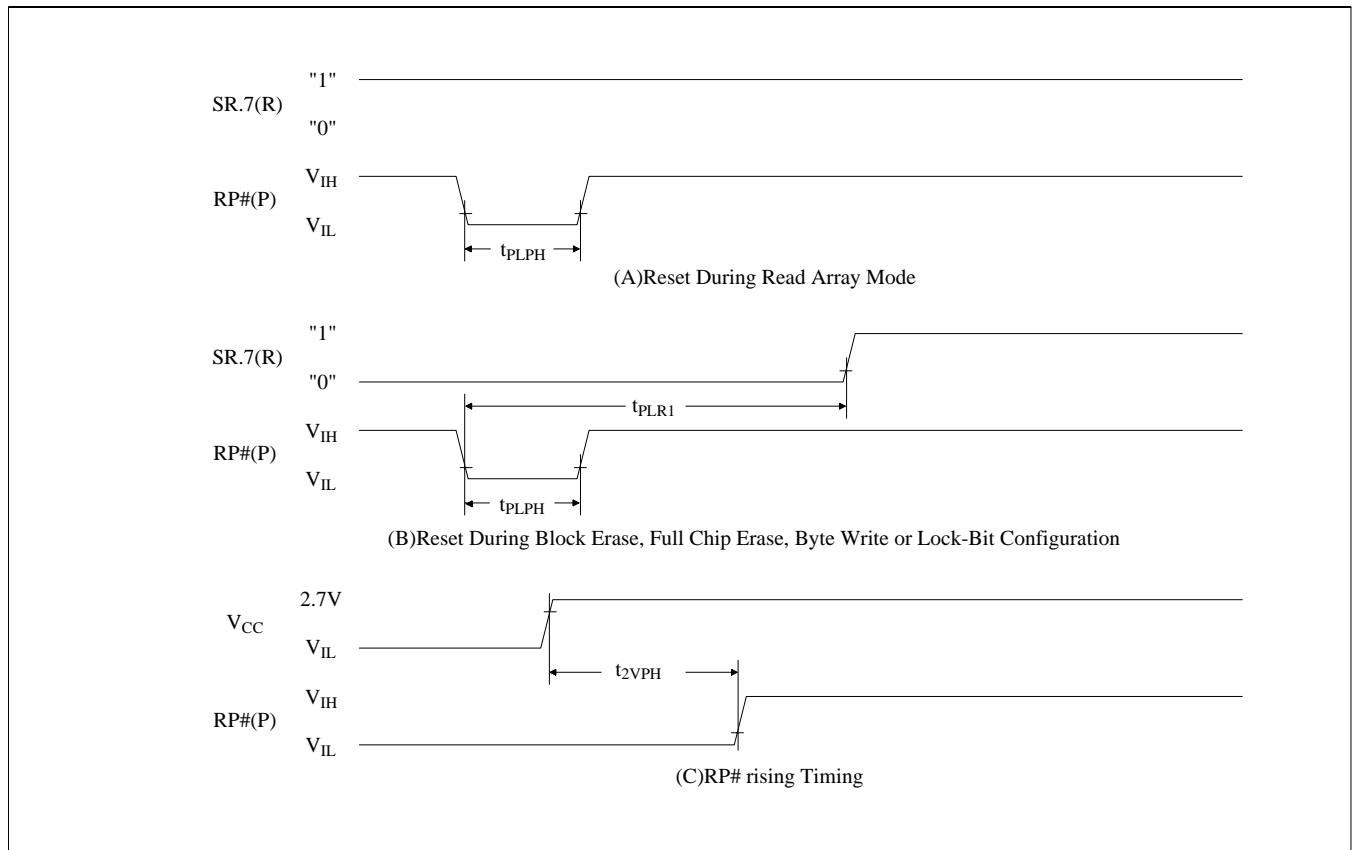 "1"
SR.7(R)
"0"
VIH
RP#(P)
VIL
tPLPH
(A)Reset During Read Array Mode
"1"
SR.7(R)
"0"
tPLR1
VIH
RP#(P)
VIL
tPLPH
(B)Reset During Block Erase, Full Chip Erase, Byte Write or Lock-Bit Configuration
2.7V
VCC
VIL
t2VPH
VIH
RP#(P)
VIL
(C)RP# rising Timing